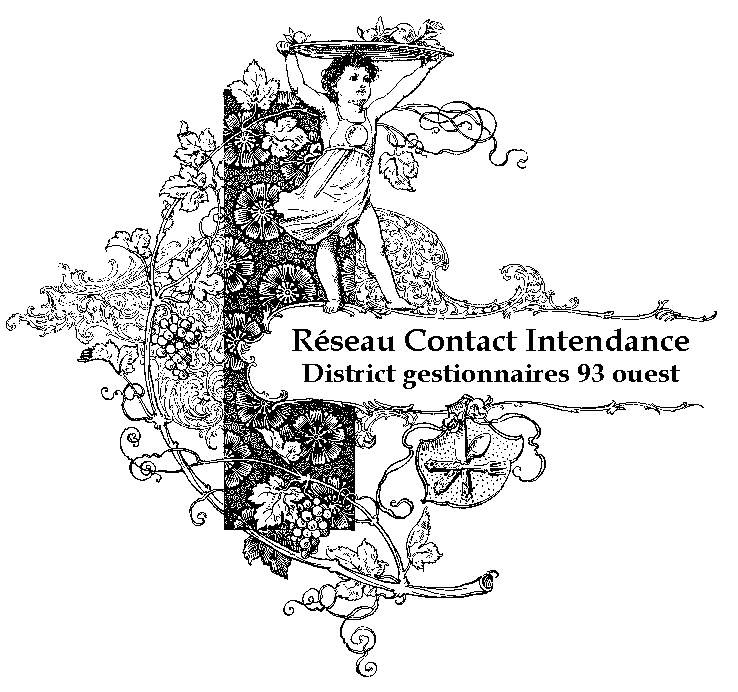 Réseau Contact Intendance
District gestionnaires 93 ouest